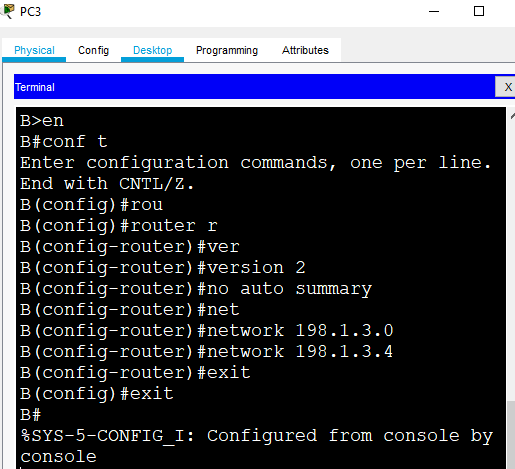 PC3
Physical Config Desktop Programming Attributes
Terminal
X
B>en
B#conf t
Enter configuration commands, one per line.
End with CNTL/Z.
B(config)#rou
B(config)#router r
B(config-router)#ver
B(config-router)#version 2
B(config-router)#no auto summary
B(config-router)#net
B(config-router)#network 198.1.3.0
B(config-router)#network 198.1.3.4
B(config-router)#exit
B(config)#exit
B#
%SYS-5-CONFIG_I: Configured from console by
console